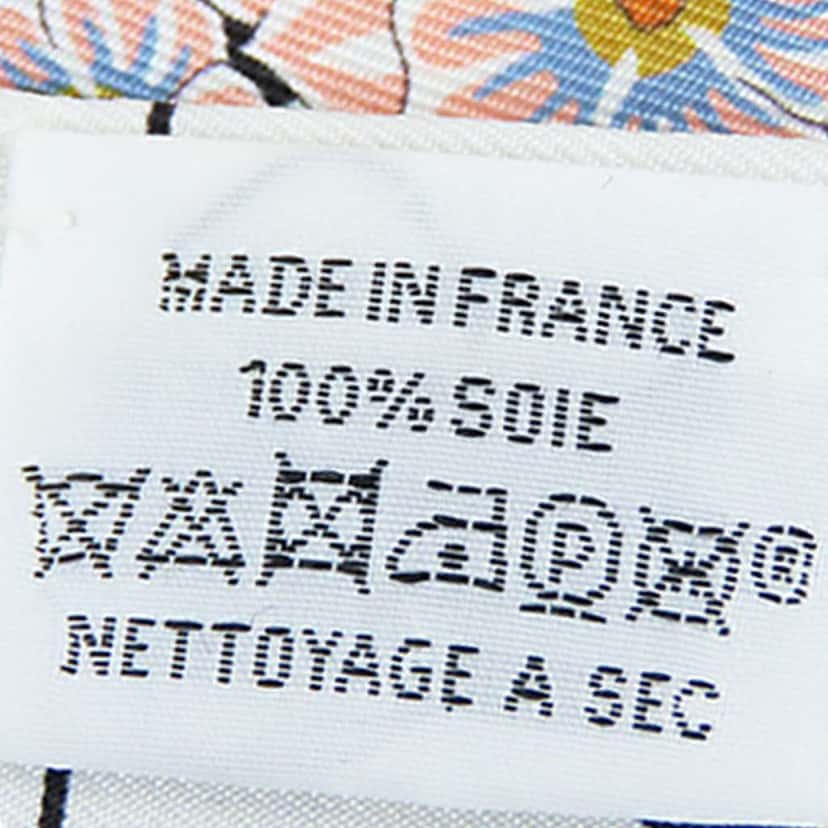 MADE IN FRANCE
100% SOIE
P ®
NETTOYAGE A SEC